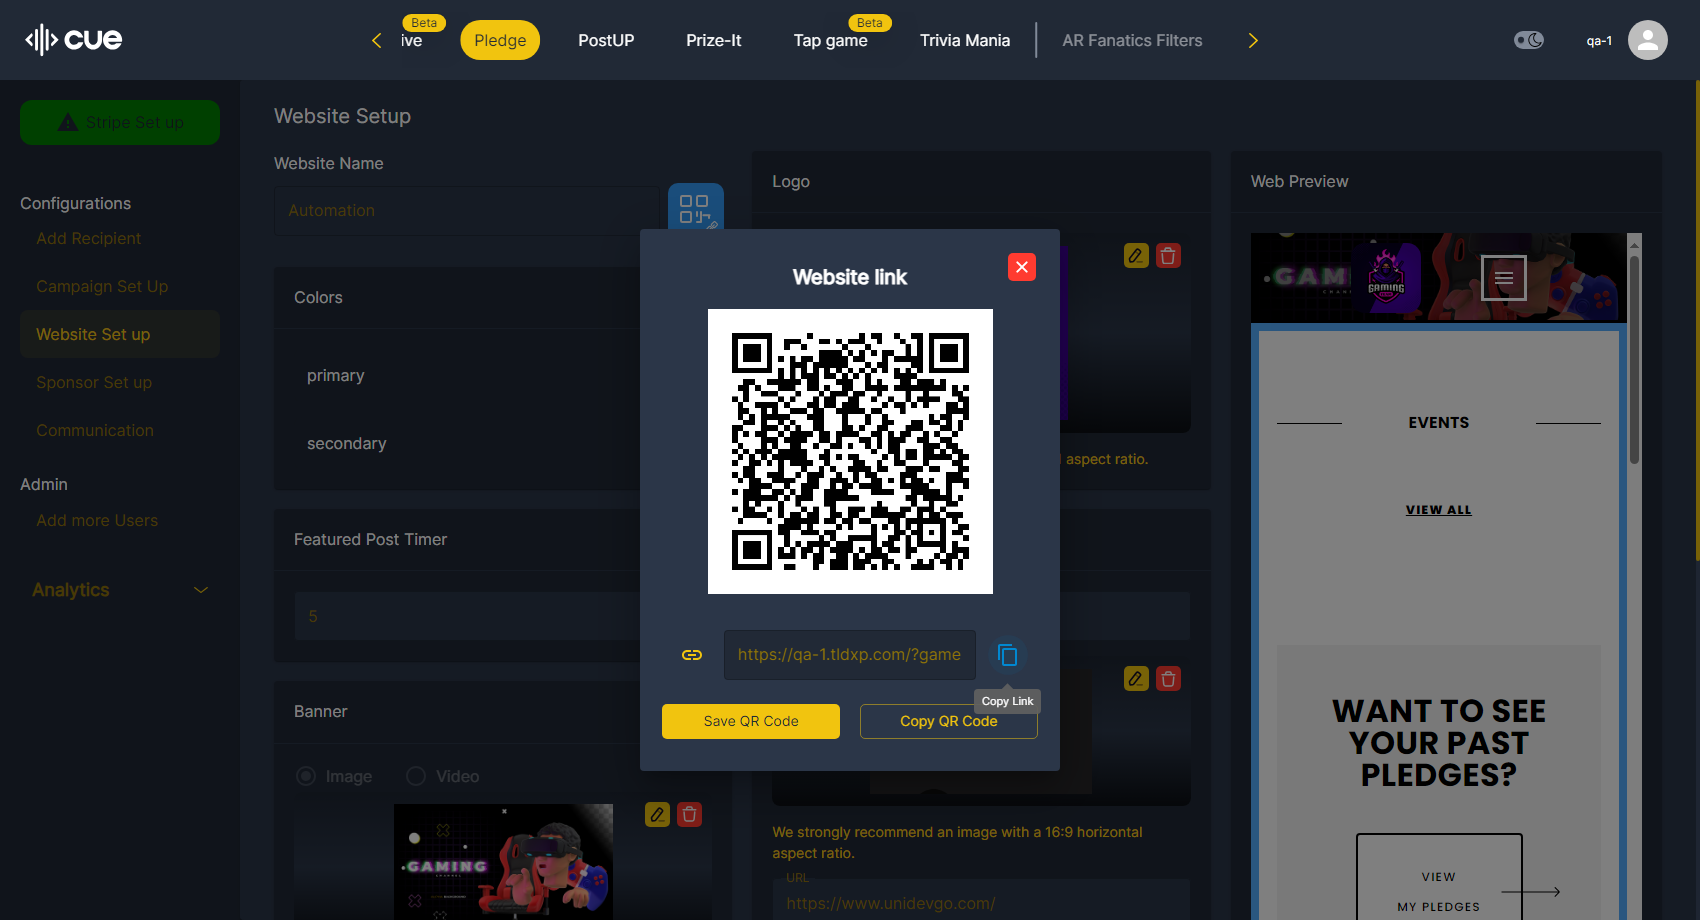 cue
ive
Beta
Pledge
PostUP
Prize-It
Tap game
Beta
Trivia Mania
AR Fanatics Filters
qa-1
Stripe Set up
Configurations
Add Recipient
Campaign Set Up
Website Set up
Sponsor Set up
Communication
Admin
Add more Users
Analytics
Website Setup
Website Name
Automation
Colors
primary
secondary
Featured Post Timer
5
Banner
Image
Video
GAMING
Logo
aspect ratio.
We strongly recommend an image with a 16:9 horizontal
aspect ratio.
URL
https://www.unidevgo.com/
Website link
https://qa-1.tldxp.com/?game
Copy Link
Save QR Code
Copy QR Code
Web Preview
GAMI
GAMING
EVENTS
VIEW ALL
WANT TO SEE
YOUR PAST
PLEDGES?
VIEW
MY PLEDGES